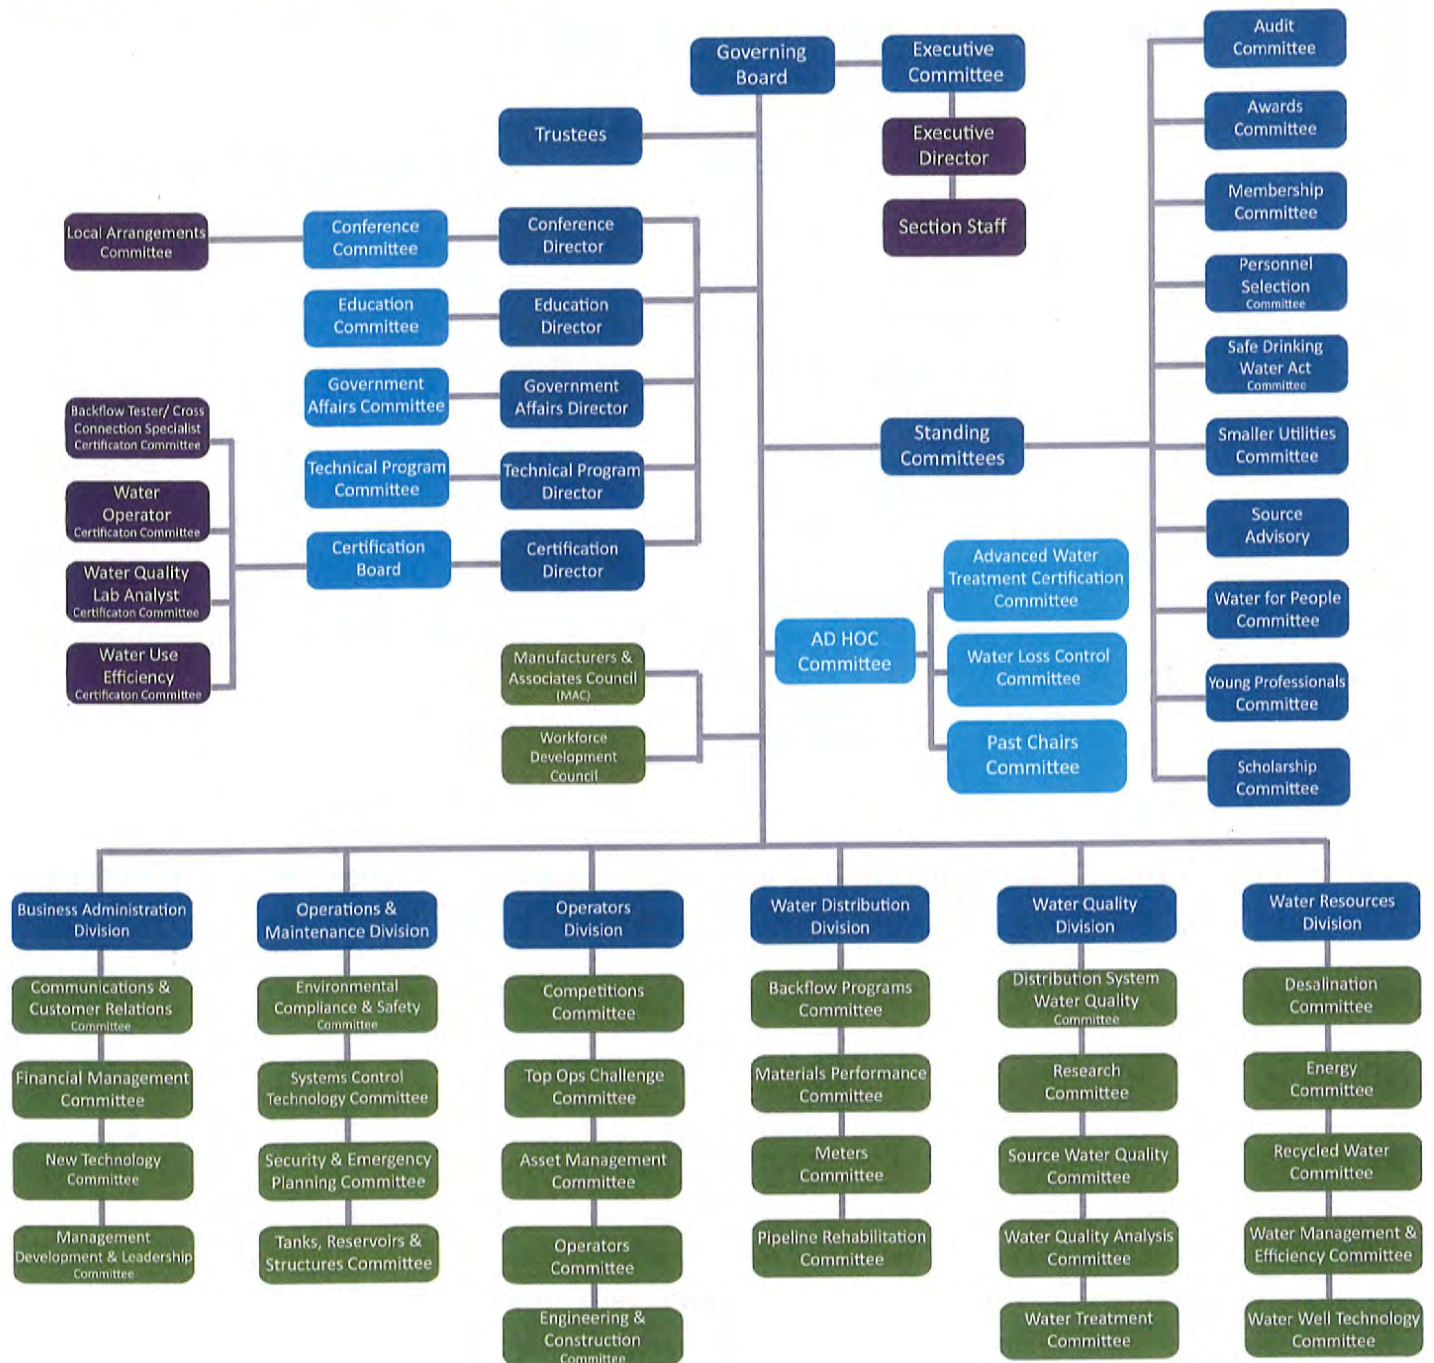 Governing
Board
Executive
Committee
Executive
Director
Section Staff
Trustees
Local Arrangements
Committee
Conference
Committee
Conference
Director
Education
Committee
Education
Director
Government
Affairs Committee
Government
Affairs Director
Technical Program
Committee
Technical Program
Director
Certification
Board
Certification
Director
Backflow Tester/ Cross
Connection Specialist
Certificaton Committee
Water
Operator
Certificaton Committee
Water Quality
Lab Analyst
Certificaton Committee
Water Use
Efficiency
Certificaton Committee
Manufacturers &
Associates Council
(MAC)
Workforce
Development
Council
Standing
Committees
Audit
Committee
Awards
Committee
Membership
Committee
Personnel
Selection
Committee
Safe Drinking
Water Act
Committee
Smaller Utilities
Committee
Source
Advisory
Water for People
Committee
Young Professionals
Committee
Scholarship
Committee
AD HOC
Committee
Advanced Water
Treatment Certification
Committee
Water Loss Control
Committee
Past Chairs
Committee
Business Administration
Division
Communications &
Customer Relations
Committee
Financial Management
Committee
New Technology
Committee
Management
Development & Leadership
Committee
Operations &
Maintenance Division
Environmental
Compliance & Safety
Committee
Systems Control
Technology Committee
Security & Emergency
Planning Committee
Tanks, Reservoirs &
Structures Committee
Operators
Division
Competitions
Committee
Top Ops Challenge
Committee
Asset Management
Committee
Operators
Committee
Engineering &
Construction
Committee
Water Distribution
Division
Backflow Programs
Committee
Materials Performance
Committee
Meters
Committee
Pipeline Rehabilitation
Committee
Water Quality
Division
Distribution System
Water Quality
Committee
Research
Committee
Source Water Quality
Committee
Water Quality Analysis
Committee
Water Treatment
Committee
Water Resources
Division
Desalination
Committee
Energy
Committee
Recycled Water
Committee
Water Management &
Efficiency Committee
Water Well Technology
Committee